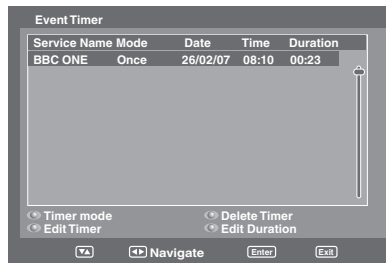 Event Timer
Service Name Mode Date Time Duration
BBC ONE Once 26/02/07 08:10 00:23
Timer mode Delete Timer
Edit Timer Edit Duration
Navigate Enter Exit